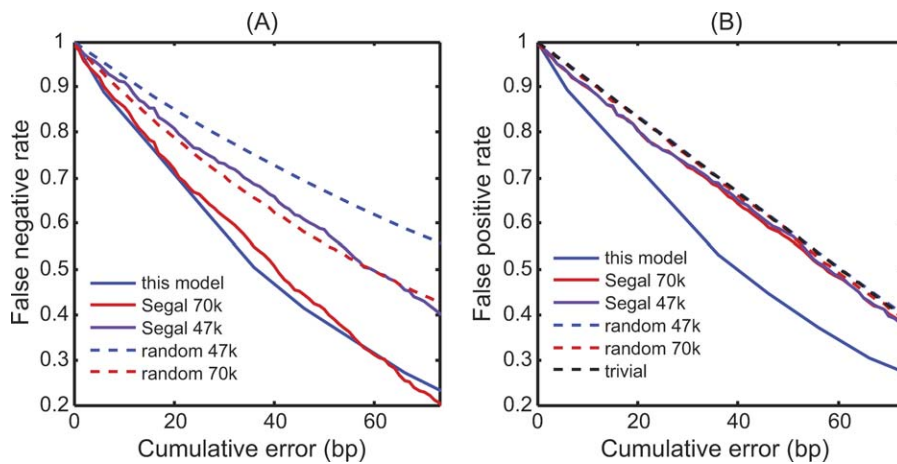 (A)
False negative rate
1
0.9
0.8
0.7
0.6
0.5
0.4
0.3
0.2
this model
Segal 70k
Segal 47k
random 47k
random 70k
0 20 40 60
Cumulative error (bp)
(B)
False positive rate
1
0.9
0.8
0.7
0.6
0.5
0.4
0.3
0.2
this model
Segal 70k
Segal 47k
random 47k
random 70k
trivial
0 20 40 60
Cumulative error (bp)